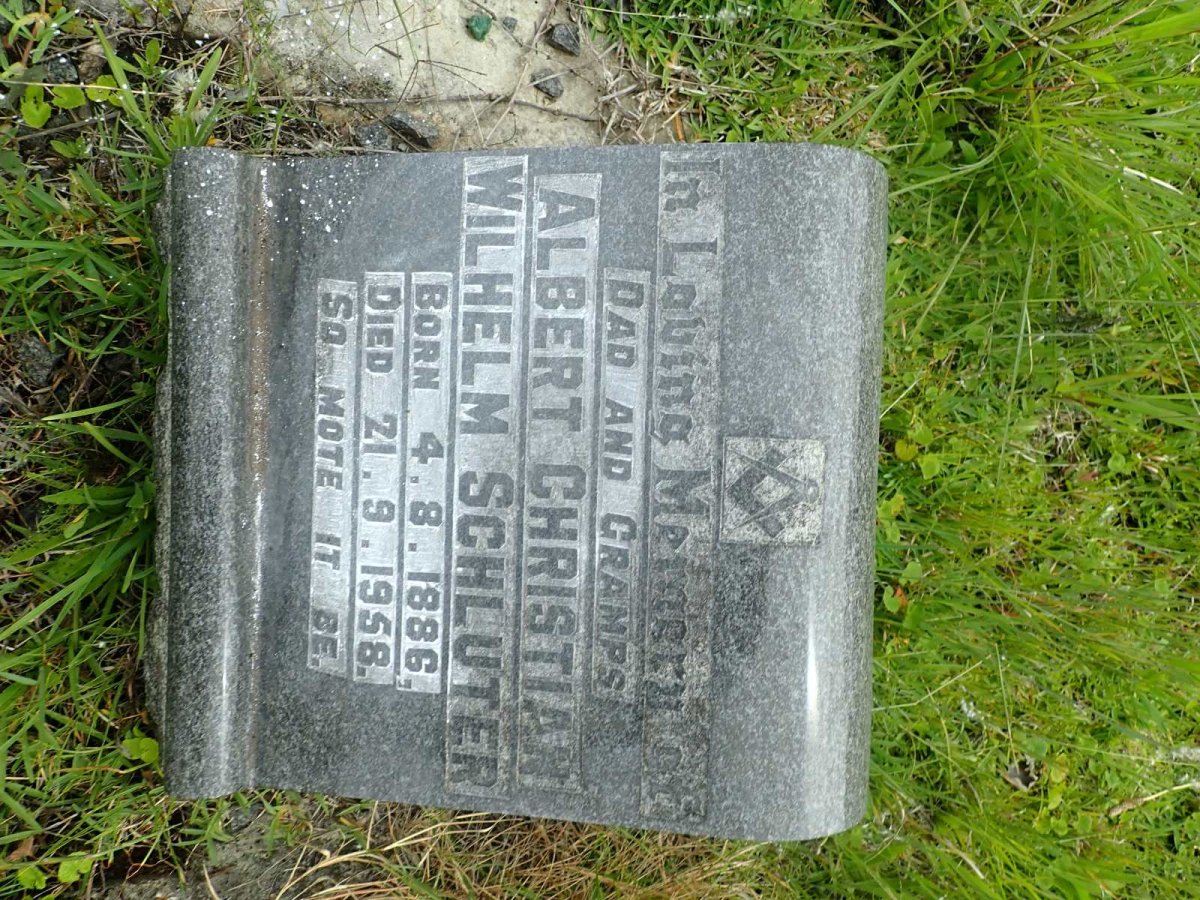 In Loving Memory of
DAD AND GRAMPS
ALBERT CHRISTIAN
WILHELM SCHLUTER
BORN 4.8.1886.
DIED 21.9.1968.
SO MOTE IT BE.